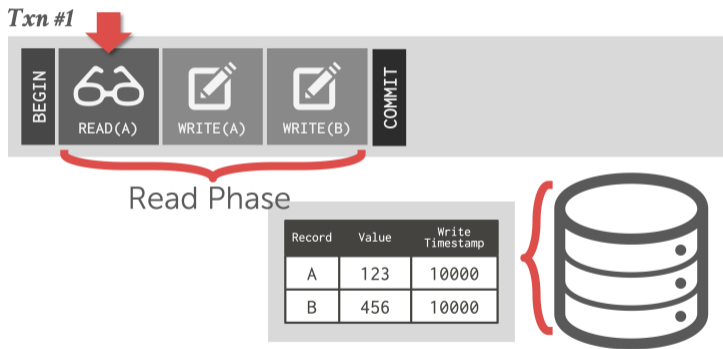 Txn #1
BEGIN
READ(A)
WRITE(A)
WRITE(B)
COMMIT
Read Phase
Record Value Write Timestamp
A 123 10000
B 456 10000